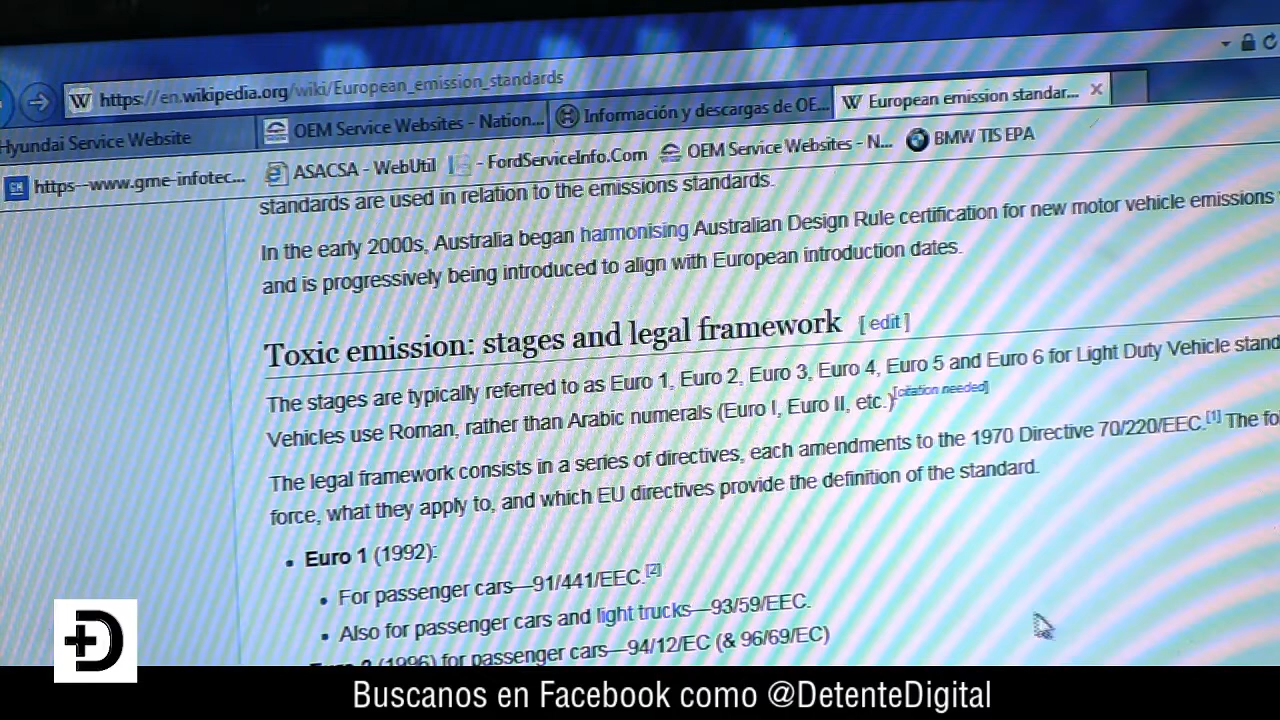 https://en.wikipedia.org/wiki/European_emission_standards
Hyundai Service Website
OEM Service Websites - Nation...
Información y descargas de OE...
European emission standar...
https--www.gme-infotec...
ASACSA - WebUtil
- FordServiceInfo.Com
OEM Service Websites - N...
BMW TIS EPA
standards are used in relation to the emissions standards.
In the early 2000s, Australia began harmonising Australian Design Rule certification for new motor vehicle emissions
and is progressively being introduced to align with European introduction dates.
Toxic emission: stages and legal framework [edit]
The stages are typically referred to as Euro 1, Euro 2, Euro 3, Euro 4, Euro 5 and Euro 6 for Light Duty Vehicle stand
Vehicles use Roman, rather than Arabic numerals (Euro I, Euro II, etc.)[citation needed]
The legal framework consists in a series of directives, each amendments to the 1970 Directive 70/220/EEC.[1] The fo
force, what they apply to, and which EU directives provide the definition of the standard.
• Euro 1 (1992):
• For passenger cars—91/441/EEC.[2]
• Also for passenger cars and light trucks—93/59/EEC.
Euro 2 (1996) for passenger cars—94/12/EC (& 96/69/EC)
Buscanos en Facebook como @DetenteDigital